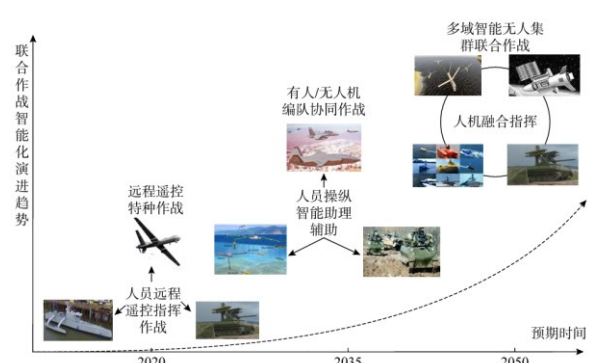 联合作战智能化演进趋势
多域智能无人集
群联合作战
人机融合指挥
有人/无人机
编队协同作战
人员操纵
智能助理
辅助
远程遥控
特种作战
人员远程
遥控指挥
作战
预期时间
2020
2035
2050